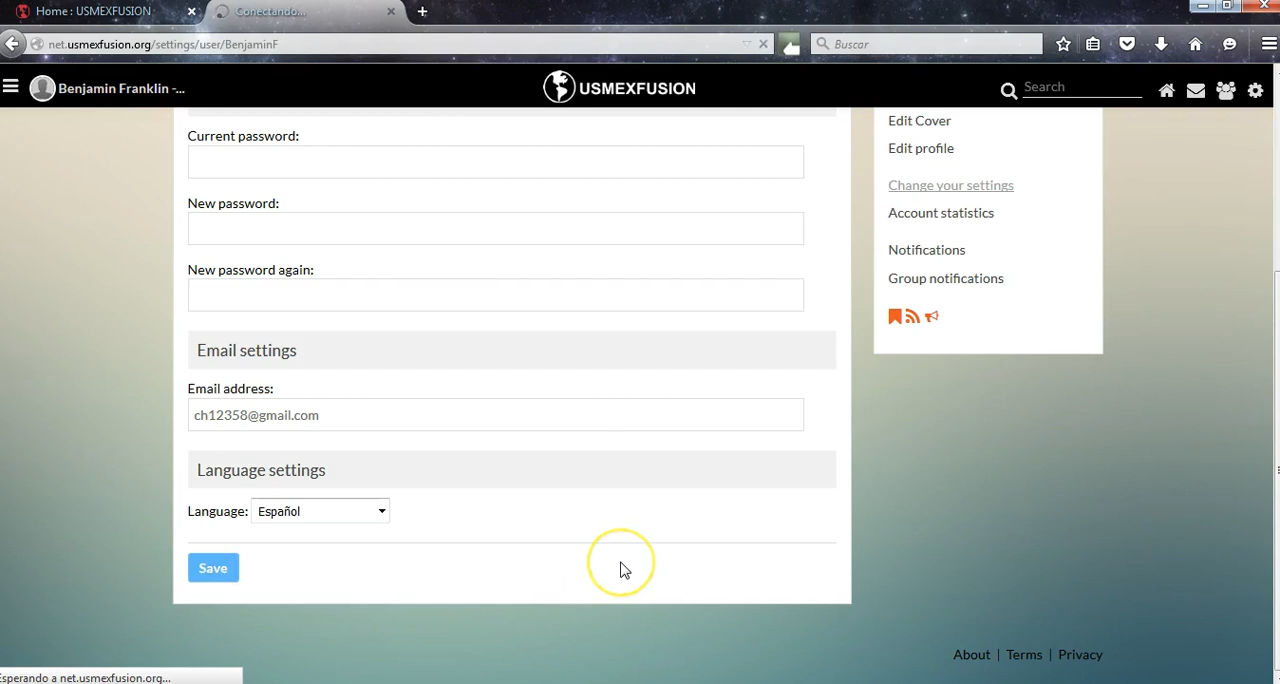 Home : USMEXFUSION
Conectando...
net.usmexfusion.org/settings/user/BenjaminF
Buscar
Benjamin Franklin -...
USMEXFUSION
Search
Current password:
New password:
New password again:
Email settings
Email address:
ch12358@gmail.com
Language settings
Language: Español
Save
Edit Cover
Edit profile
Change your settings
Account statistics
Notifications
Group notifications
About | Terms | Privacy
Esperando a net.usmexfusion.org...